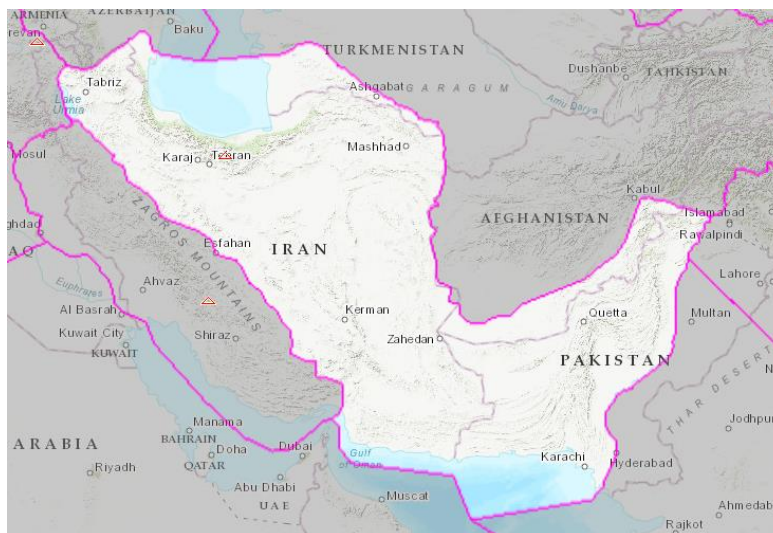 ARMENIA
AZERBAIJAN
Baku
TURKMENISTAN
Dushanbe
TAJIKISTAN
Tabriz
Lake
Urmia
Ashgabat
GARAGUM
Amu Darya
Mosul
Karaj
Tehran
Mashhad
Kabul
Islamabad
Rawalpindi
AFGHANISTAN
ZAGROS MOUNTAINS
Esfahan
IRAN
Euphrates
Ahvaz
Lahore
Al Basrah
Kerman
Quetta
Multan
Kuwait City
KUWAIT
Shiraz
Zahedan
PAKISTAN
THAR DESERT
Manama
BAHRAIN
Doha
QATAR
Dubai
Gulf
of Oman
Karachi
Hyderabad
ARABIA
Riyadh
Abu Dhabi
UAE
Muscat
Rajkot